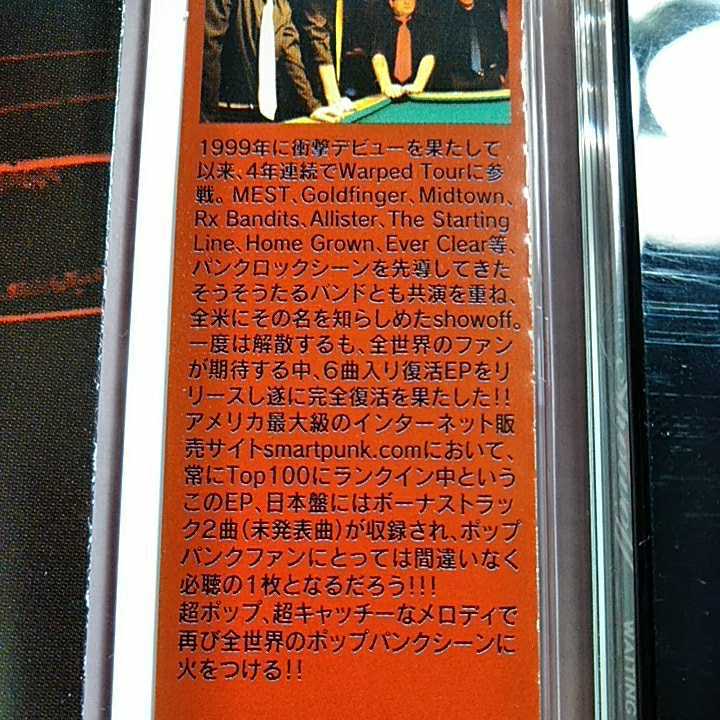 1999年に衝撃デビューを果たして
以来、4年連続でWarped Tourに参
戦。MEST、Goldfinger、Midtown、
Rx Bandits、Allister、The Starting
Line、Home Grown、Ever Clear等、
パンクロックシーンを先導してきた
そうそうたるバンドとも共演を重ね、
全米にその名を知らしめたshowoff。
一度は解散するも、全世界のファン
が期待する中、6曲入り復活EPをリ
リースし遂に完全復活を果たした!!
アメリカ最大級のインターネット販
売サイトsmartpunk.comにおいて、
常にTop100にランクイン中という
このEP、日本盤にはボーナストラッ
ク2曲(未発表曲)が収録され、ポップ
パンクファンにとっては間違いなく
必聴の1枚となるだろう!!!
超ポップ、超キャッチーなメロディで
再び全世界のポップパンクシーンに
火をつける!!
WAITING